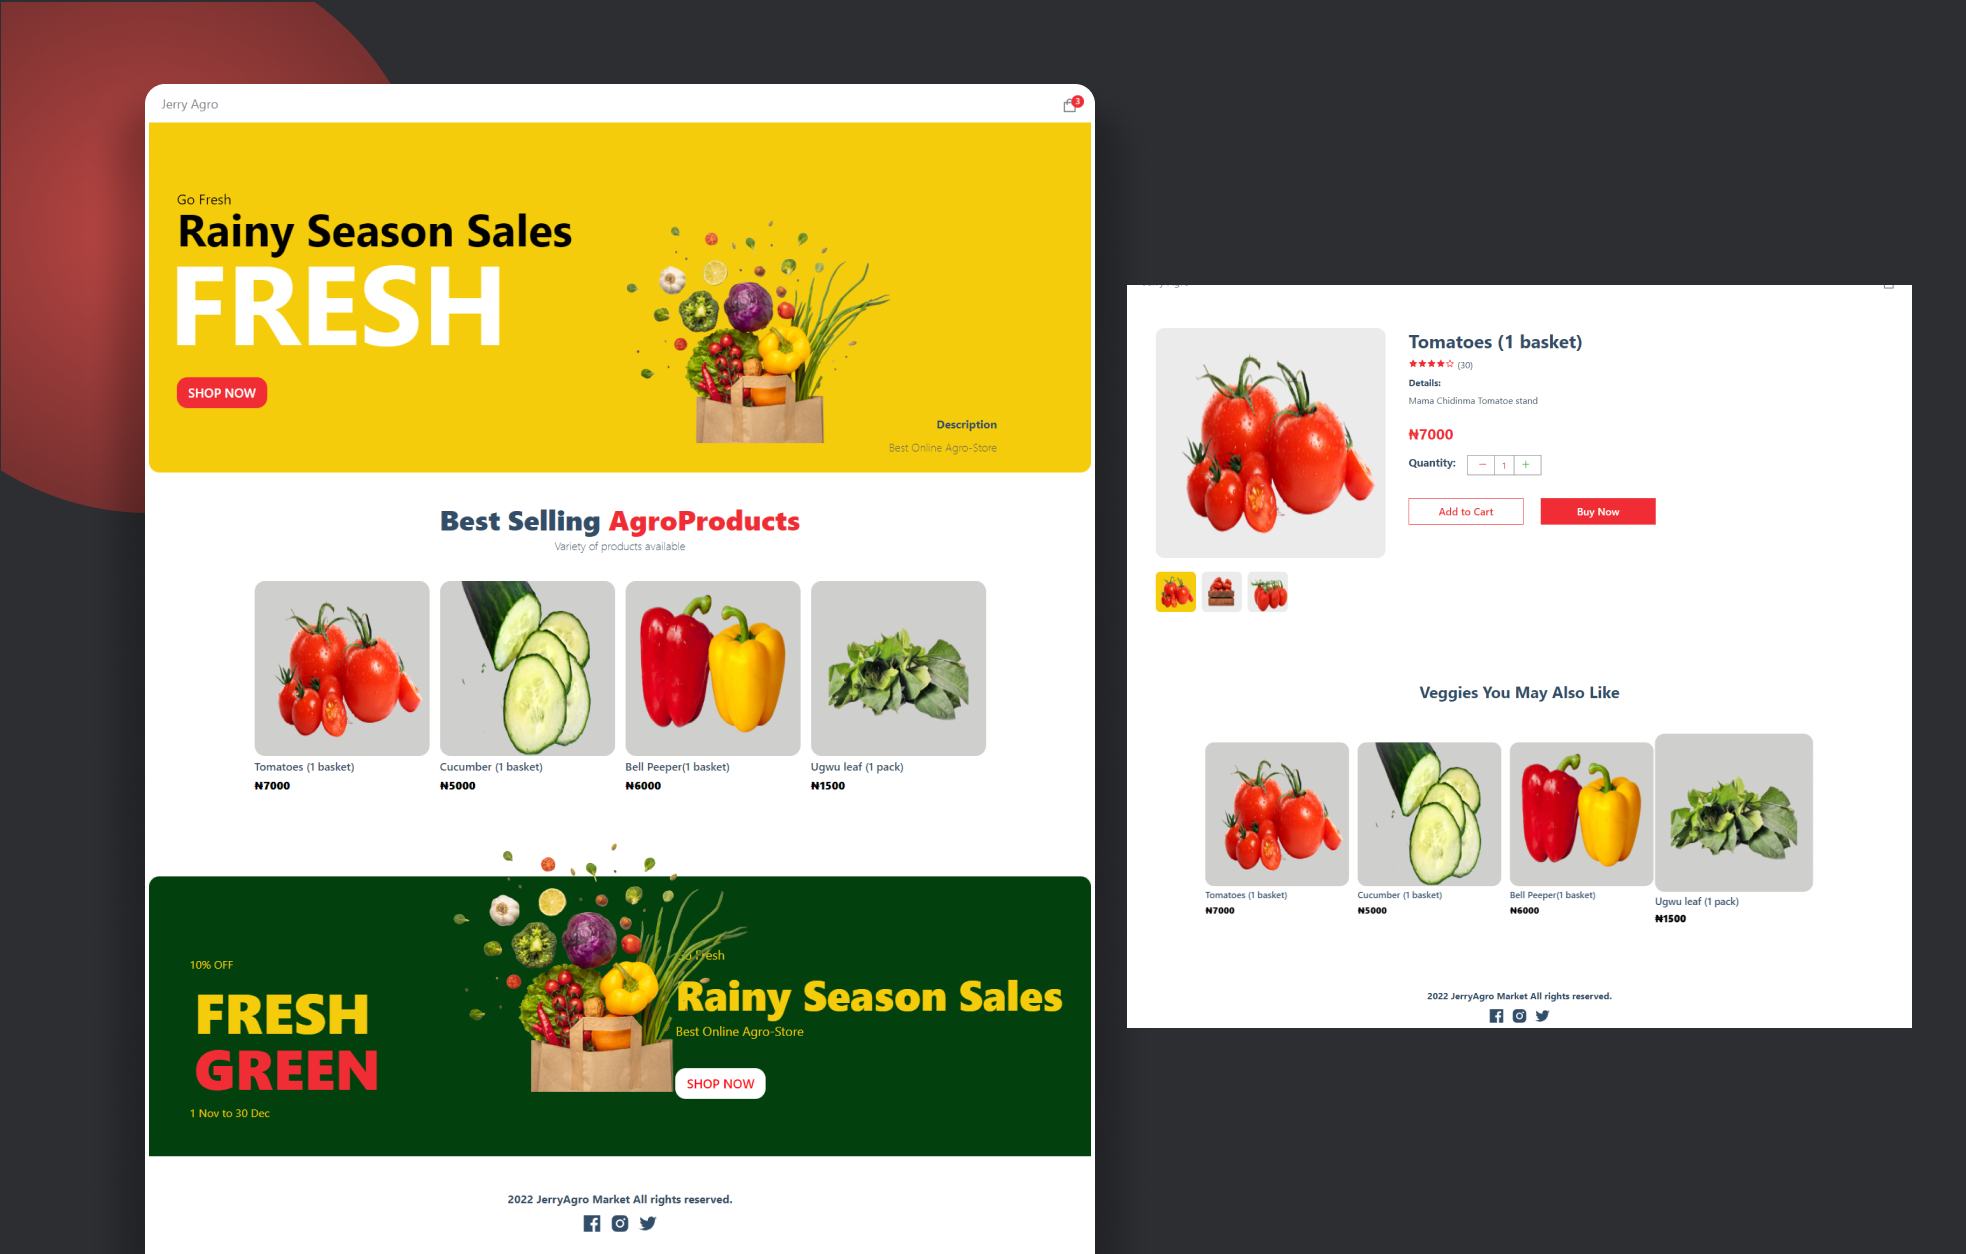 Jerry Agro
3
Go Fresh
Rainy Season Sales
FRESH
SHOP NOW
Description
Best Online Agro-Store
Best Selling AgroProducts
Variety of products available
Tomatoes (1 basket)
₦7000
Cucumber (1 basket)
₦5000
Bell Peeper(1 basket)
₦6000
Ugwu leaf (1 pack)
₦1500
10% OFF
FRESH
GREEN
1 Nov to 30 Dec
Go Fresh
Rainy Season Sales
Best Online Agro-Store
SHOP NOW
2022 JerryAgro Market All rights reserved.
Tomatoes (1 basket)
(30)
Details:
Mama Chidinma Tomatoe stand
₦7000
Quantity: − 1 +
Add to Cart
Buy Now
Veggies You May Also Like
Tomatoes (1 basket)
₦7000
Cucumber (1 basket)
₦5000
Bell Peeper(1 basket)
₦6000
Ugwu leaf (1 pack)
₦1500
2022 JerryAgro Market All rights reserved.